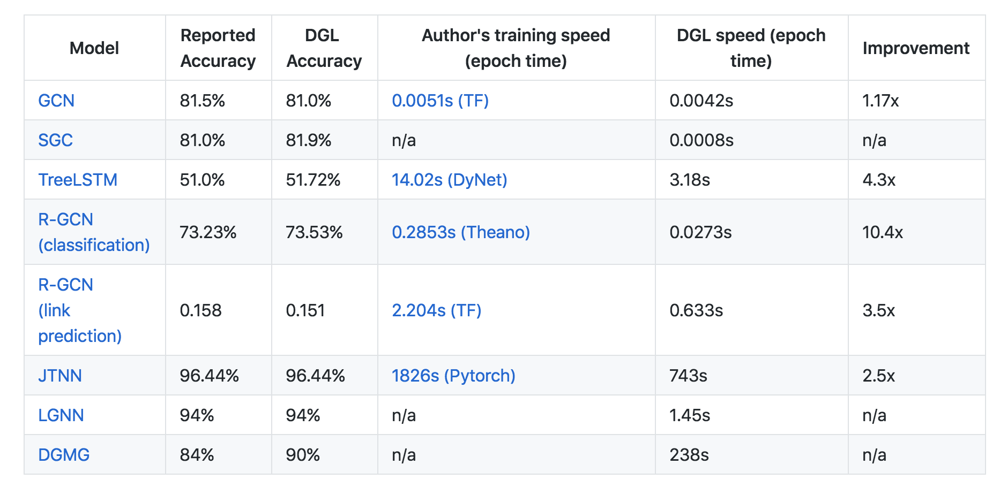 Model Reported Accuracy DGL Accuracy Author's training speed (epoch time) DGL speed (epoch time) Improvement
GCN 81.5% 81.0% 0.0051s (TF) 0.0042s 1.17x
SGC 81.0% 81.9% n/a 0.0008s n/a
TreeLSTM 51.0% 51.72% 14.02s (DyNet) 3.18s 4.3x
R-GCN (classification) 73.23% 73.53% 0.2853s (Theano) 0.0273s 10.4x
R-GCN (link prediction) 0.158 0.151 2.204s (TF) 0.633s 3.5x
JTNN 96.44% 96.44% 1826s (Pytorch) 743s 2.5x
LGNN 94% 94% n/a 1.45s n/a
DGMG 84% 90% n/a 238s n/a